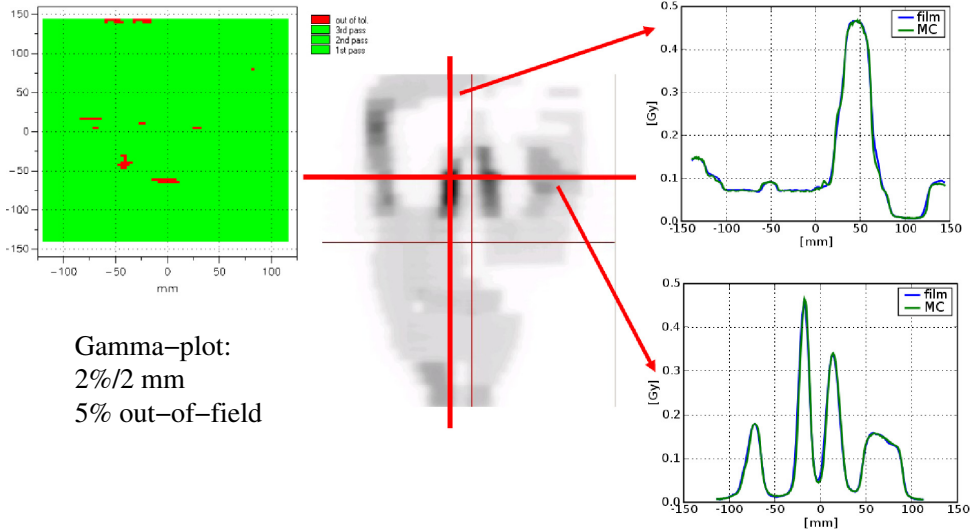 out of tol.
3rd pass
2nd pass
1st pass
150
100
50
0
−50
−100
−150
−100
−50
0
50
100
mm
Gamma−plot:
2%/2 mm
5% out−of−field
film
MC
0.5
0.4
0.3
0.2
0.1
0.0
[Gy]
-150
-100
-50
0
50
100
150
[mm]
film
MC
0.5
0.4
0.3
0.2
0.1
0.0
[Gy]
-150
-100
-50
0
50
100
150
[mm]